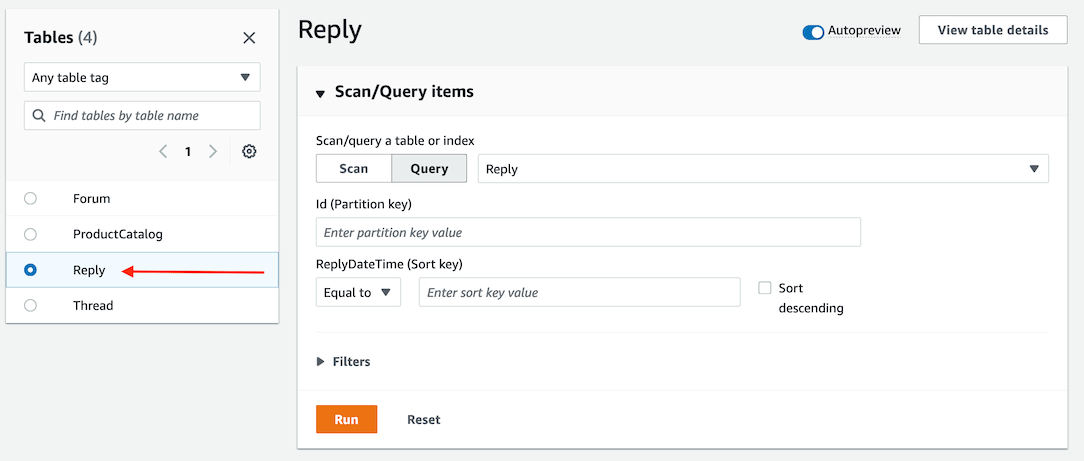 Tables (4)
Any table tag
Find tables by table name
1
Forum
ProductCatalog
Reply
Thread
Reply
Autopreview
View table details
Scan/Query items
Scan/query a table or index
Scan
Query
Reply
Id (Partition key)
Enter partition key value
ReplyDateTime (Sort key)
Equal to
Enter sort key value
Sort
descending
Filters
Run
Reset